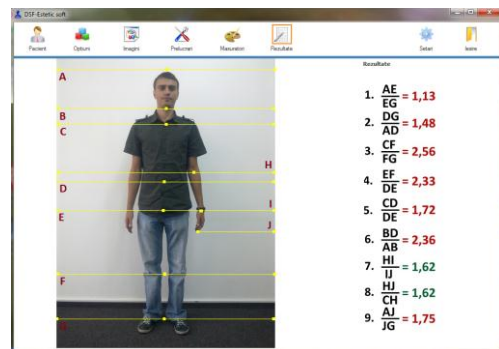 DSF-Estetic soft
Pacient Optiuni Imagini Prelucrari Masuratori Rezultate Setari Iesire
Rezultate
A
B
C
H
D
I
E
J
F
G
1. AE/EG = 1,13
2. DG/AD = 1,48
3. CF/FG = 2,56
4. EF/DE = 2,33
5. CD/DE = 1,72
6. BD/AB = 2,36
7. HI/IJ = 1,62
8. HJ/CH = 1,62
9. AJ/JG = 1,75